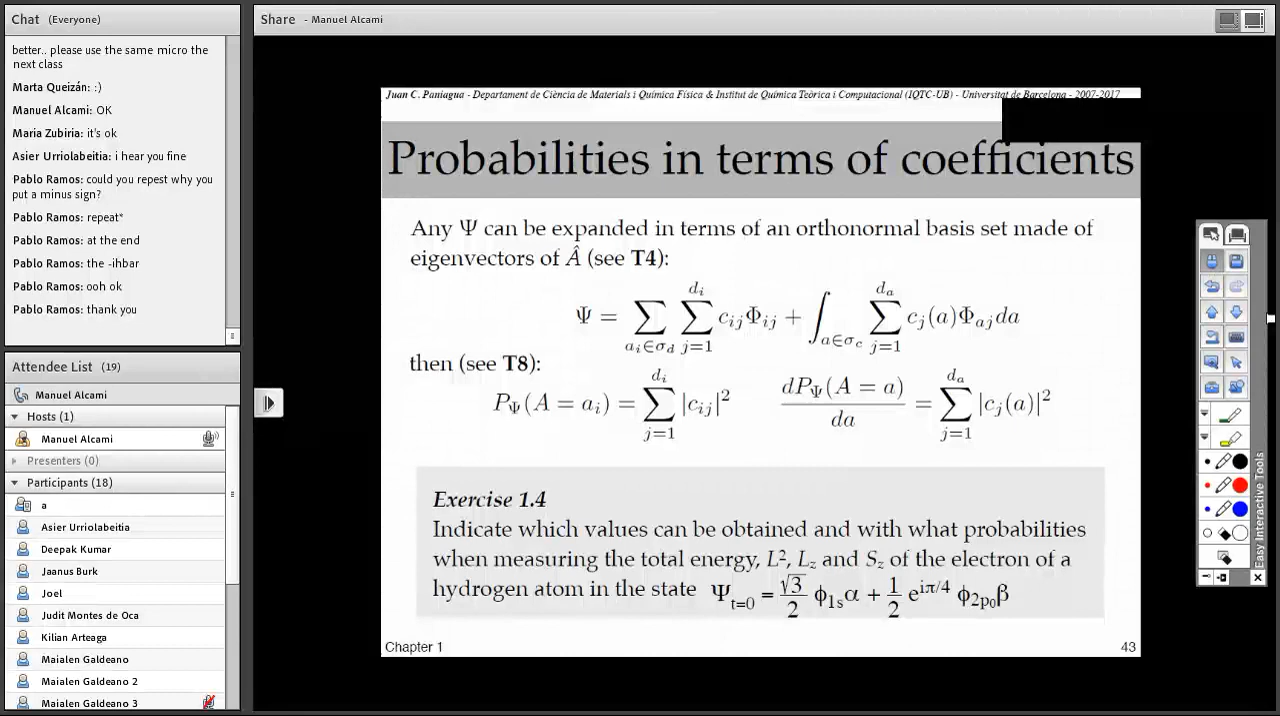 Chat (Everyone)
better.. please use the same micro the
next class
Marta Queizán: :)
Manuel Alcami: OK
Maria Zubiria: it's ok
Asier Urriolabeitia: i hear you fine
Pablo Ramos: could you repest why you
put a minus sign?
Pablo Ramos: repeat*
Pablo Ramos: at the end
Pablo Ramos: the -ihbar
Pablo Ramos: ooh ok
Pablo Ramos: thank you
Attendee List (19)
Manuel Alcami
Hosts (1)
Manuel Alcami
Presenters (0)
Participants (18)
a
Asier Urriolabeitia
Deepak Kumar
Jaanus Burk
Joel
Judit Montes de Oca
Kilian Arteaga
Maialen Galdeano
Maialen Galdeano 2
Maialen Galdeano 3
Share - Manuel Alcami
Juan C. Paniagua - Departament de Ciència de Materials i Química Física & Institut de Química Teòrica i Computacional (IQTC-UB) - Universitat de Barcelona - 2007-2017
Probabilities in terms of coefficients
Any Ψ can be expanded in terms of an orthonormal basis set made of
eigenvectors of Â (see T4):
Ψ = ∑_{a_i∈σ_d} ∑_{j=1}^{d_i} c_{ij}Φ_{ij} + ∫_{a∈σ_c} ∑_{j=1}^{d_a} c_j(a)Φ_{aj}da
then (see T8):
P_Ψ(A = a_i) = ∑_{j=1}^{d_i} |c_{ij}|² dP_Ψ(A = a)/da = ∑_{j=1}^{d_a} |c_j(a)|²
Exercise 1.4
Indicate which values can be obtained and with what probabilities
when measuring the total energy, L², L_z and S_z of the electron of a
hydrogen atom in the state Ψ_{t=0} = √3/2 ϕ_{1s}α + 1/2 e^{iπ/4} ϕ_{2p₀}β
Chapter 1
43
Easy Interactive Tools